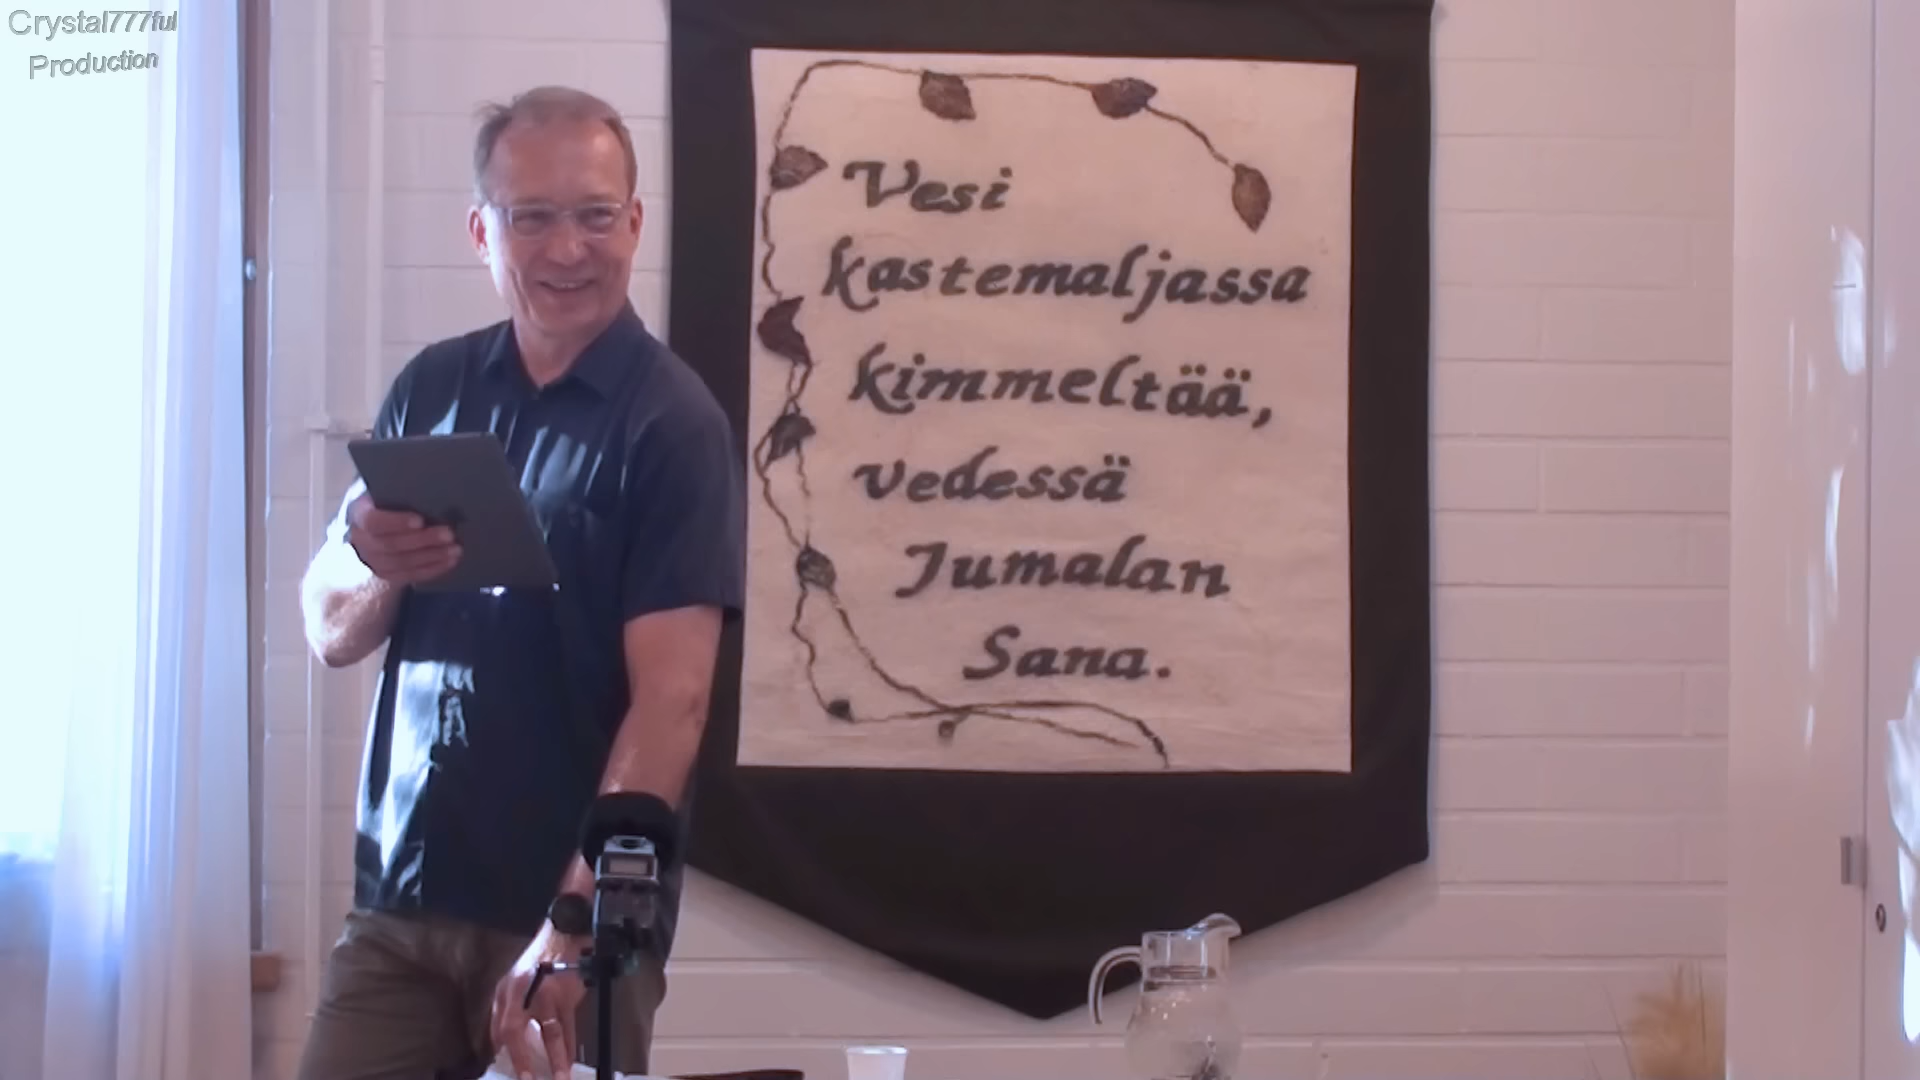 Crystal777ful
Production
Vesi
kastemaljassa
kimmeltää,
vedessä
Jumalan
Sana.